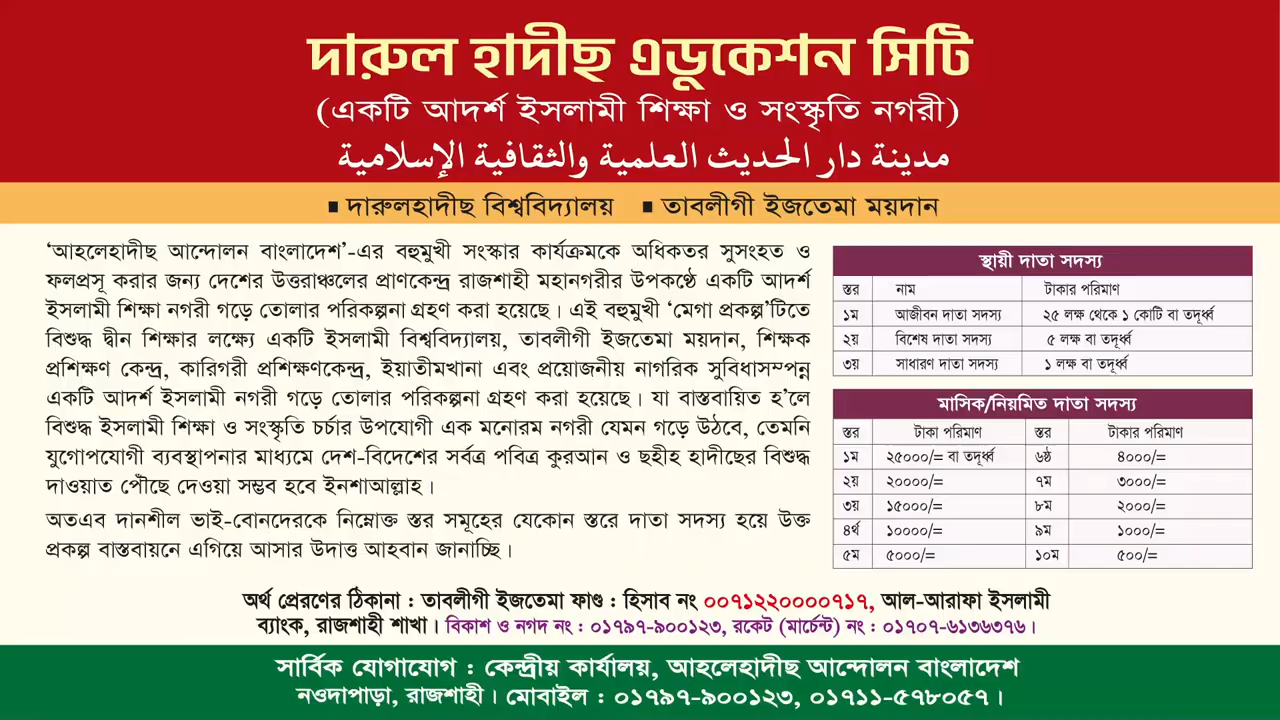 দারুল হাদীছ এডুকেশন সিটি
(একটি আদর্শ ইসলামী শিক্ষা ও সংস্কৃতি নগরী)
مدينة دار الحديث العلمية والثقافية الإسلامية
■ দারুলহাদীছ বিশ্ববিদ্যালয় ■ তাবলীগী ইজতেমা ময়দান
‘আহলেহাদীছ আন্দোলন বাংলাদেশ’-এর বহুমুখী সংস্কার কার্যক্রমকে অধিকতর সুসংহত ও
ফলপ্রসূ করার জন্য দেশের উত্তরাঞ্চলের প্রাণকেন্দ্র রাজশাহী মহানগরীর উপকণ্ঠে একটি আদর্শ
ইসলামী শিক্ষা নগরী গড়ে তোলার পরিকল্পনা গ্রহণ করা হয়েছে। এই বহুমুখী ‘মেগা প্রকল্প’টিতে
বিশুদ্ধ দ্বীন শিক্ষার লক্ষ্যে একটি ইসলামী বিশ্ববিদ্যালয়, তাবলীগী ইজতেমা ময়দান, শিক্ষক
প্রশিক্ষণ কেন্দ্র, কারিগরী প্রশিক্ষণকেন্দ্র, ইয়াতীমখানা এবং প্রয়োজনীয় নাগরিক সুবিধাসম্পন্ন
একটি আদর্শ ইসলামী নগরী গড়ে তোলার পরিকল্পনা গ্রহণ করা হয়েছে। যা বাস্তবায়িত হ’লে
বিশুদ্ধ ইসলামী শিক্ষা ও সংস্কৃতি চর্চার উপযোগী এক মনোরম নগরী যেমন গড়ে উঠবে, তেমনি
যুগোপযোগী ব্যবস্থাপনার মাধ্যমে দেশ-বিদেশের সর্বত্র পবিত্র কুরআন ও ছহীহ হাদীছের বিশুদ্ধ
দাওয়াত পৌঁছে দেওয়া সম্ভব হবে ইনশাআল্লাহ।
অতএব দানশীল ভাই-বোনদেরকে নিম্নোক্ত স্তর সমূহের যেকোন স্তরে দাতা সদস্য হয়ে উক্ত
প্রকল্প বাস্তবায়নে এগিয়ে আসার উদাত্ত আহবান জানাচ্ছি।
স্থায়ী দাতা সদস্য
স্তর নাম টাকার পরিমাণ
১ম আজীবন দাতা সদস্য ২৫ লক্ষ থেকে ১ কোটি বা তদূর্ধ্ব
২য় বিশেষ দাতা সদস্য ৫ লক্ষ বা তদূর্ধ্ব
৩য় সাধারণ দাতা সদস্য ১ লক্ষ বা তদূর্ধ্ব
মাসিক/নিয়মিত দাতা সদস্য
স্তর টাকা পরিমাণ স্তর টাকার পরিমাণ
১ম ২৫০০০/= বা তদূর্ধ্ব ৬ষ্ঠ ৪০০০/=
২য় ২০০০০/= ৭ম ৩০০০/=
৩য় ১৫০০০/= ৮ম ২০০০/=
৪র্থ ১০০০০/= ৯ম ১০০০/=
৫ম ৫০০০/= ১০ম ৫০০/=
অর্থ প্রেরণের ঠিকানা : তাবলীগী ইজতেমা ফাণ্ড : হিসাব নং ০০৭১২২০০০০৭১৭, আল-আরাফা ইসলামী
ব্যাংক, রাজশাহী শাখা। বিকাশ ও নগদ নং : ০১৭৯৭-৯০০১২৩, রকেট (মার্চেন্ট) নং : ০১৭০৭-৬১৩৬৩৭৬।
সার্বিক যোগাযোগ : কেন্দ্রীয় কার্যালয়, আহলেহাদীছ আন্দোলন বাংলাদেশ
নওদাপাড়া, রাজশাহী। মোবাইল : ০১৭৯৭-৯০০১২৩, ০১৭১১-৫৭৮০৫৭।